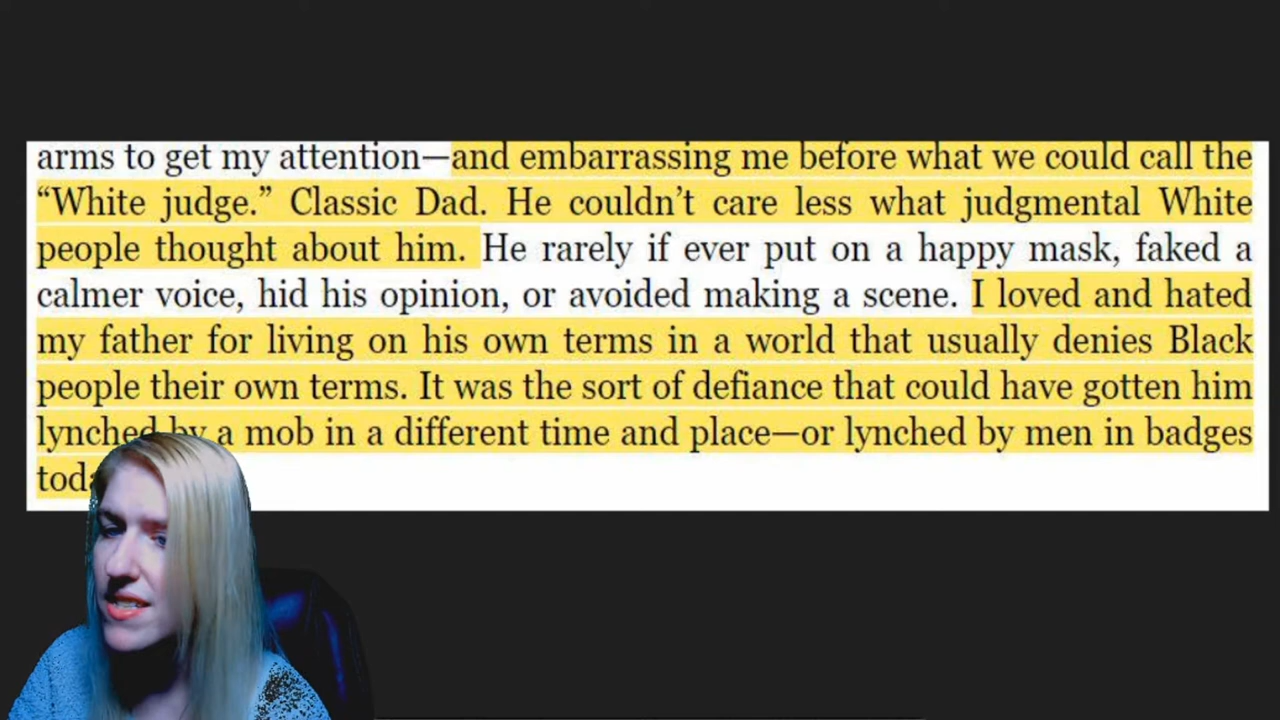 arms to get my attention—and embarrassing me before what we could call the
“White judge.” Classic Dad. He couldn’t care less what judgmental White
people thought about him. He rarely if ever put on a happy mask, faked a
calmer voice, hid his opinion, or avoided making a scene. I loved and hated
my father for living on his own terms in a world that usually denies Black
people their own terms. It was the sort of defiance that could have gotten him
lynched by a mob in a different time and place—or lynched by men in badges